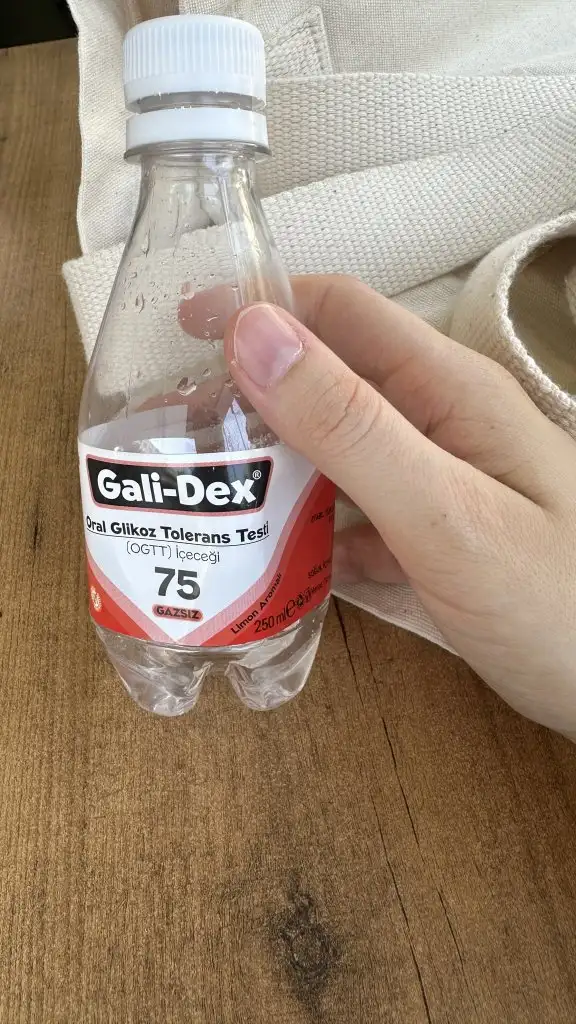 Gali-Dex®
Oral Glikoz Tolerans Testi
(OGTT) İçeceği
75
GAZSIZ
Limon Aromalı
250 ml